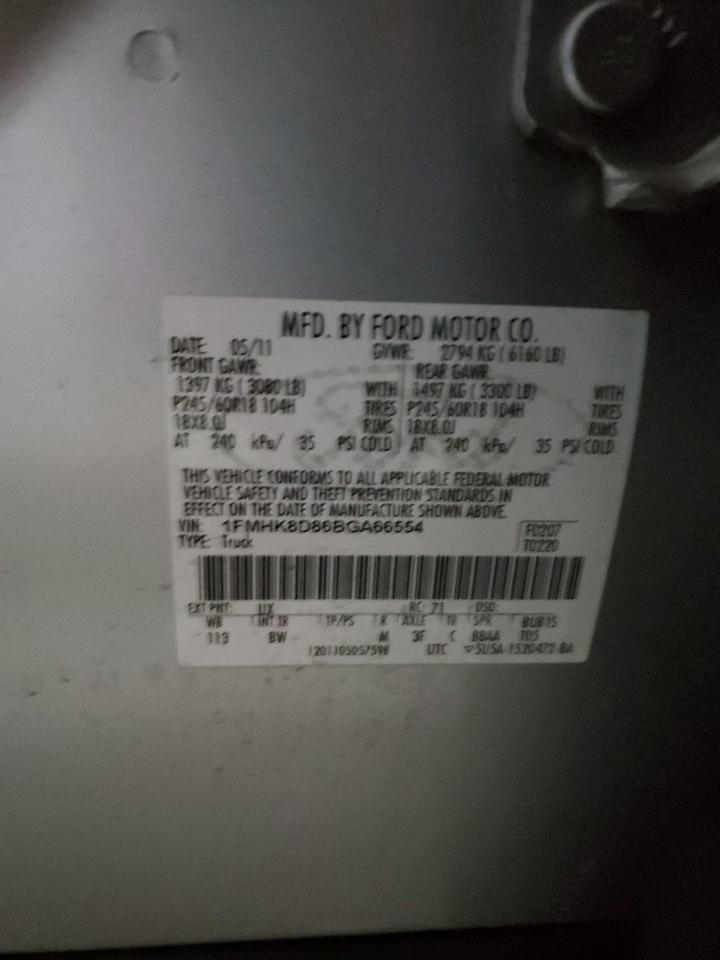 MFD. BY FORD MOTOR CO.
DATE: 05/11 GVWR: 2794 KG ( 6160 LB)
FRONT GAWR: REAR GAWR:
1397 KG ( 3080 LB) WITH 1497 KG ( 3300 LB) WITH
P245/60R18 104H TIRES P245/60R18 104H TIRES
18X8.0J RIMS 18X8.0J RIMS
AT 240 kPa/ 35 PSI COLD AT 240 kPa/ 35 PSI COLD
THIS VEHICLE CONFORMS TO ALL APPLICABLE FEDERAL MOTOR
VEHICLE SAFETY AND THEFT PREVENTION STANDARDS IN
EFFECT ON THE DATE OF MANUFACTURE SHOWN ABOVE.
VIN: 1FMHK8D86BGA66554 F0207
TYPE: Truck T0220
EXT PNT: UX RC: 71 DSO:
WB INT TR TP/PS R AXLE TR SPR BUB15
113 BW M 3F C BBAA T05
1201105057598 UTC 5U5A-1520472-BA